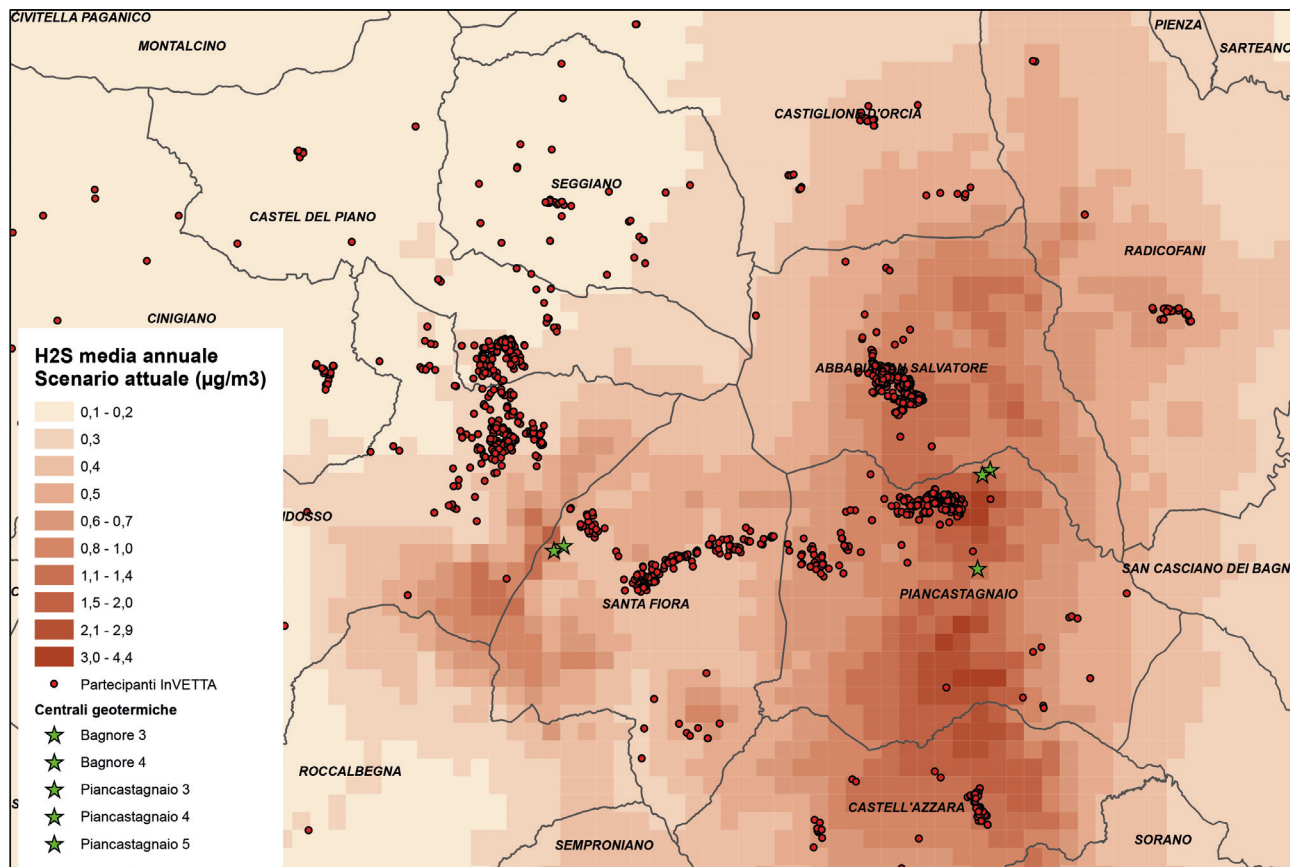 CIVITELLA PAGANICO
MONTALCINO
PIENZA
SARTEANO
CASTIGLIONE D'ORCIA
SEGGIANO
CASTEL DEL PIANO
RADICOFANI
CINIGIANO
H2S media annuale
Scenario attuale (µg/m3)
0,1 - 0,2
0,3
0,4
0,5
0,6 - 0,7
0,8 - 1,0
1,1 - 1,4
1,5 - 2,0
2,1 - 2,9
3,0 - 4,4
Partecipanti InVETTA
Centrali geotermiche
Bagnore 3
Bagnore 4
Piancastagnaio 3
Piancastagnaio 4
Piancastagnaio 5
ABBADIA SAN SALVATORE
IDOSSO
SAN CASCIANO DEI BAGN
PIANCASTAGNAIO
SANTA FIORA
ROCCALBEGNA
CASTELL'AZZARA
SEMPRONIANO
SORANO